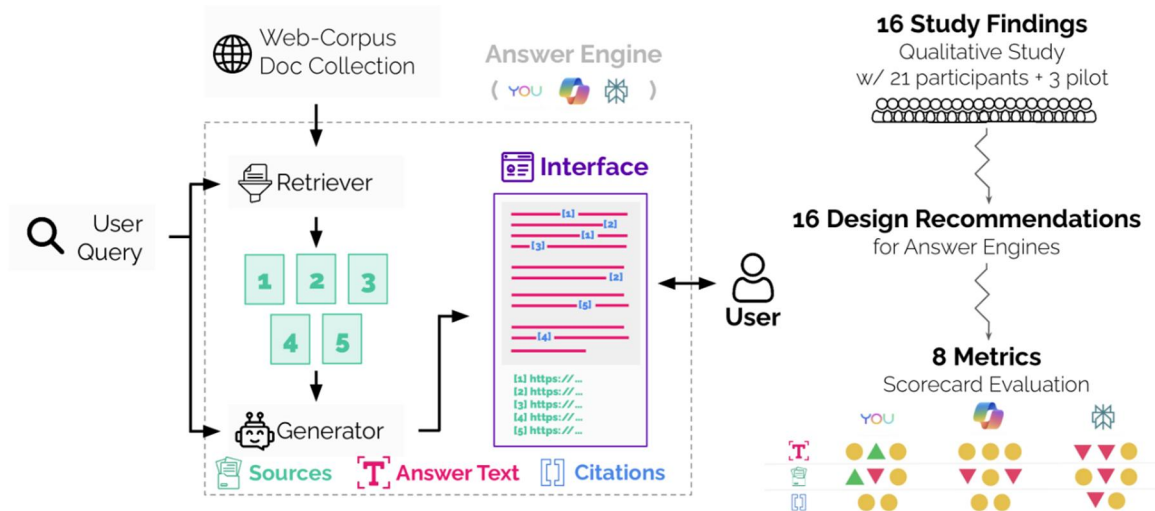 Web-Corpus
Doc Collection
Answer Engine
( YOU )
Retriever
User
Query
1 2 3
4 5
Generator
Interface
[1]
[2]
[1]
[3]
[2]
[5]
[4]
[1] https://...
[2] https://...
[3] https://...
[4] https://...
[5] https://...
Sources
Answer Text
[ ] Citations
User
16 Study Findings
Qualitative Study
w/ 21 participants + 3 pilot
16 Design Recommendations
for Answer Engines
8 Metrics
Scorecard Evaluation
YOU
T
[ ]